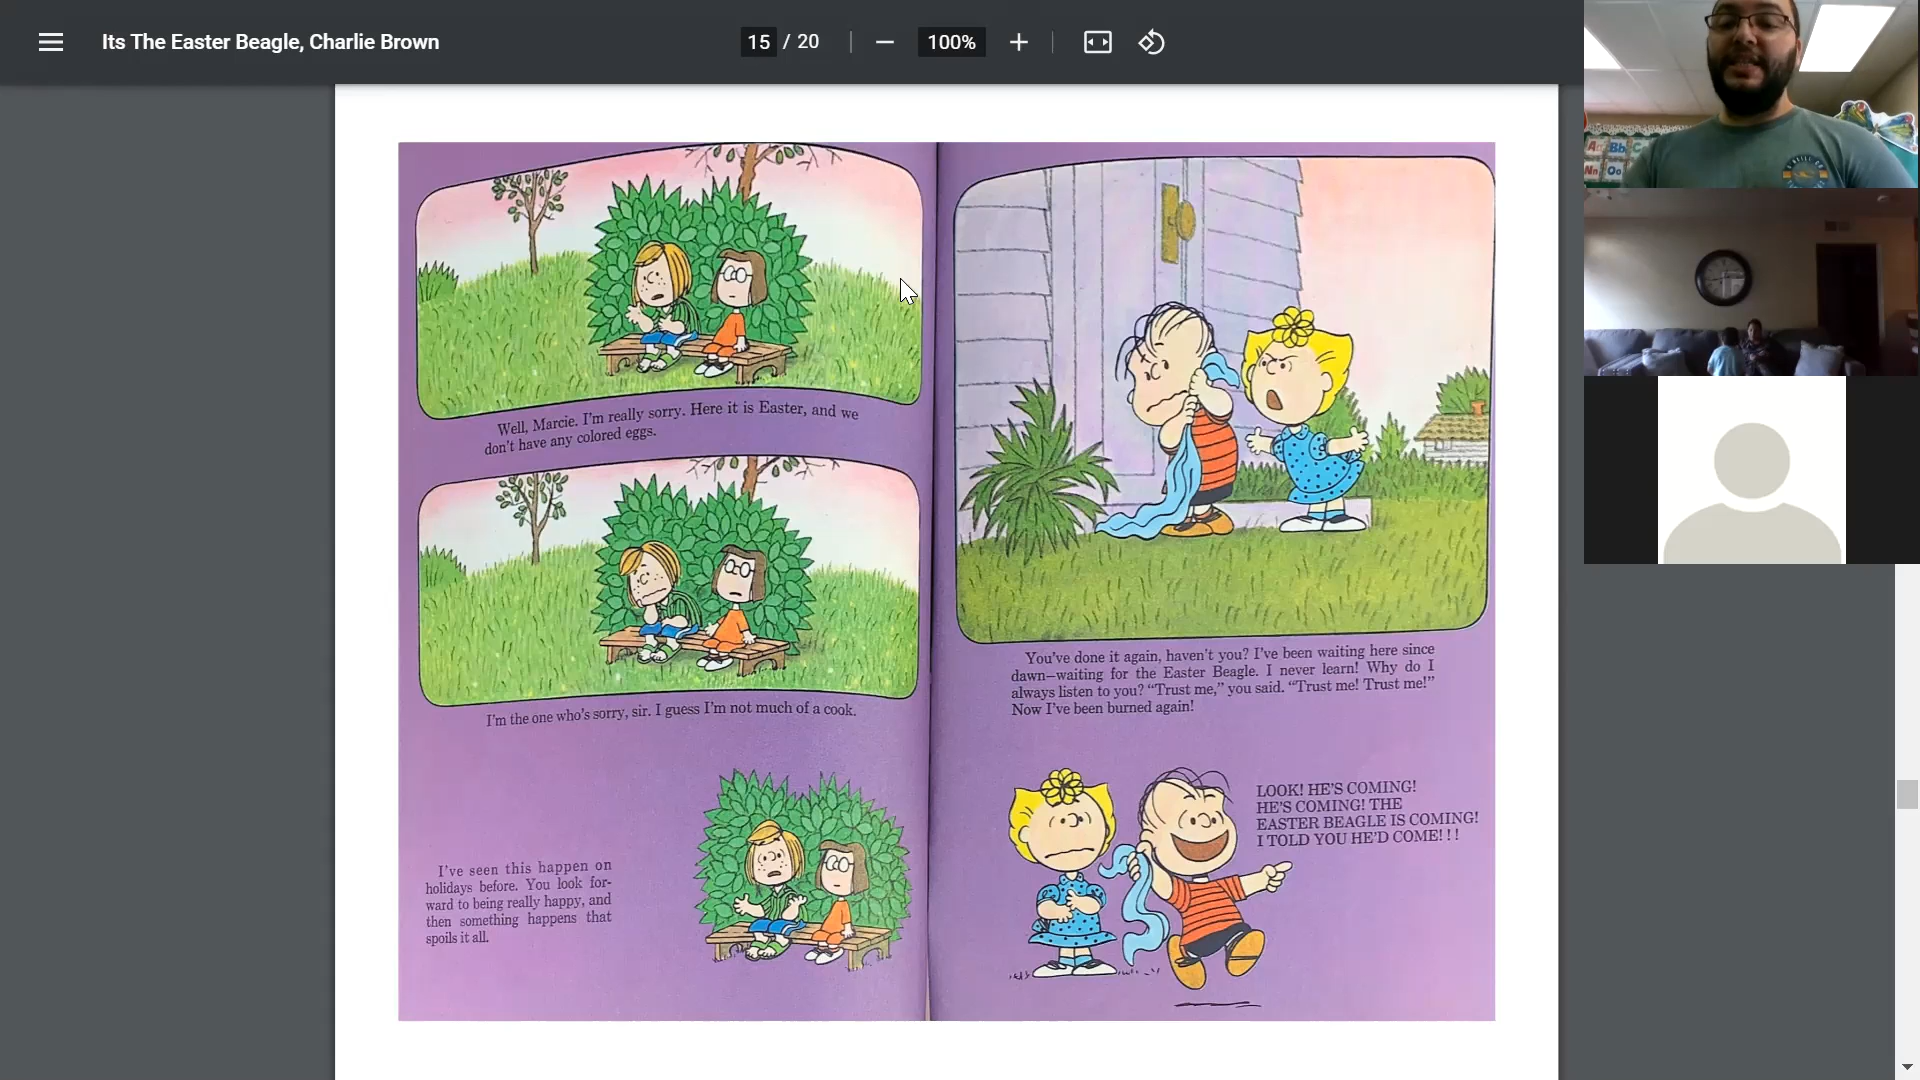 Its The Easter Beagle, Charlie Brown
15 / 20
100%
Well, Marcie. I'm really sorry. Here it is Easter, and we
don't have any colored eggs.
I'm the one who's sorry, sir. I guess I'm not much of a cook.
I've seen this happen on
holidays before. You look for-
ward to being really happy, and
then something happens that
spoils it all.
You've done it again, haven't you? I've been waiting here since
dawn—waiting for the Easter Beagle. I never learn! Why do I
always listen to you? “Trust me,” you said. “Trust me! Trust me!”
Now I've been burned again!
LOOK! HE'S COMING!
HE'S COMING! THE
EASTER BEAGLE IS COMING!
I TOLD YOU HE'D COME!!!
Bb
Nn Oo